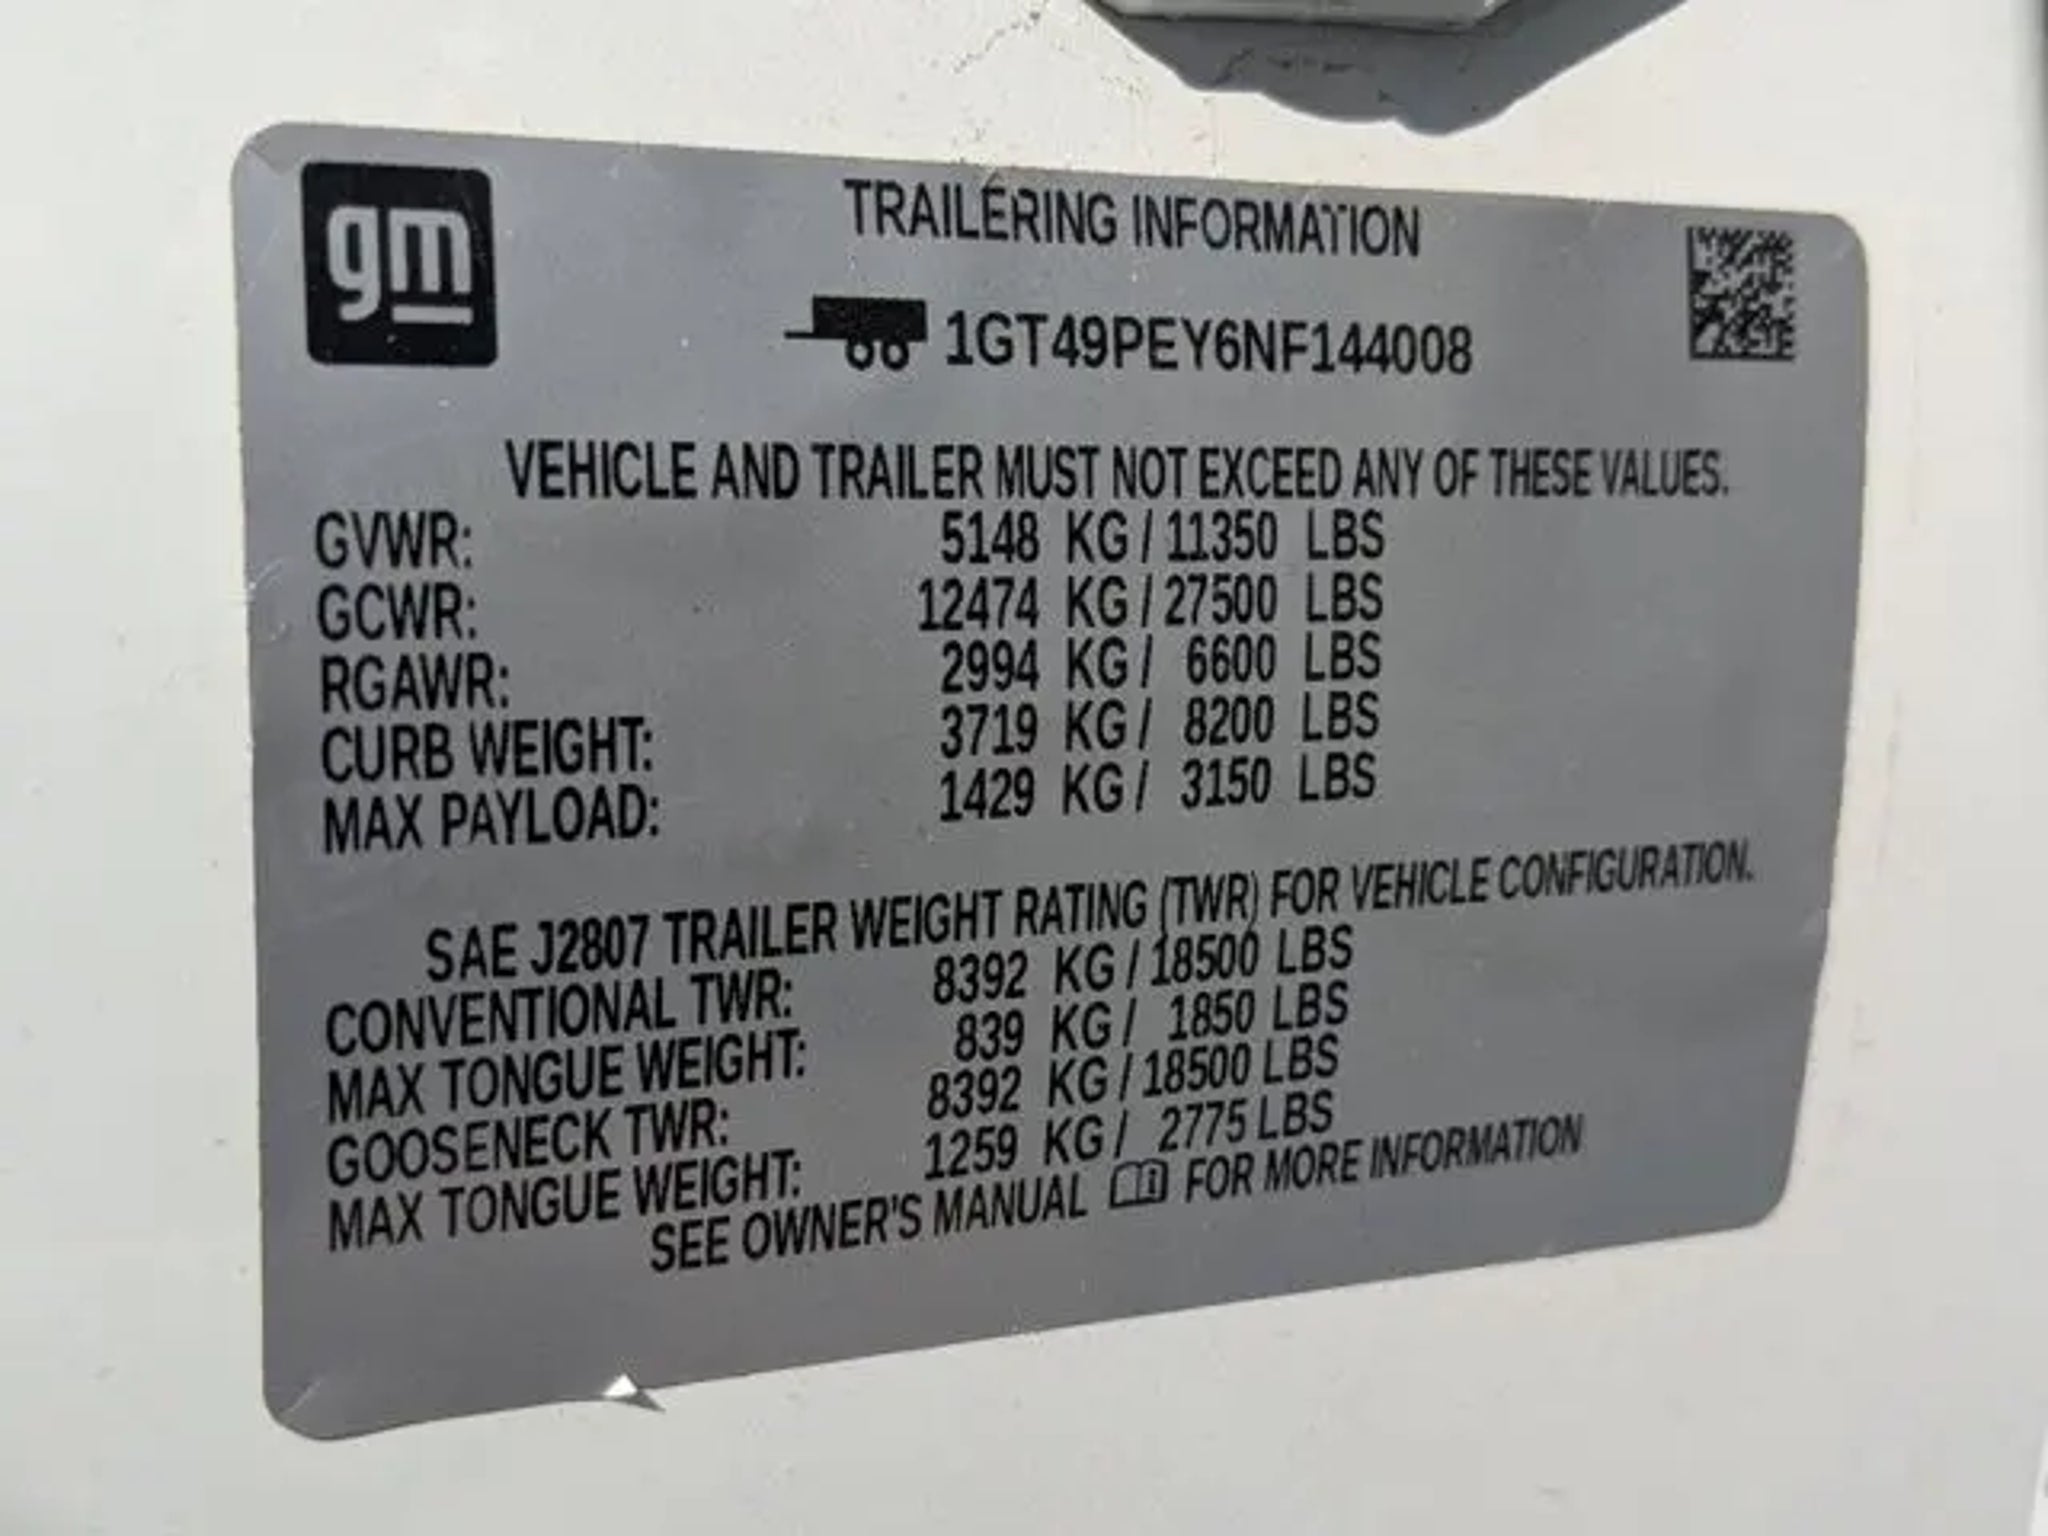 gm
TRAILERING INFORMATION
1GT49PEY6NF144008
VEHICLE AND TRAILER MUST NOT EXCEED ANY OF THESE VALUES.
GVWR: 5148 KG / 11350 LBS
GCWR: 12474 KG / 27500 LBS
RGAWR: 2994 KG / 6600 LBS
CURB WEIGHT: 3719 KG / 8200 LBS
MAX PAYLOAD: 1429 KG / 3150 LBS
SAE J2807 TRAILER WEIGHT RATING (TWR) FOR VEHICLE CONFIGURATION.
CONVENTIONAL TWR: 8392 KG / 18500 LBS
MAX TONGUE WEIGHT: 839 KG / 1850 LBS
GOOSENECK TWR: 8392 KG / 18500 LBS
MAX TONGUE WEIGHT: 1259 KG / 2775 LBS
SEE OWNER'S MANUAL FOR MORE INFORMATION